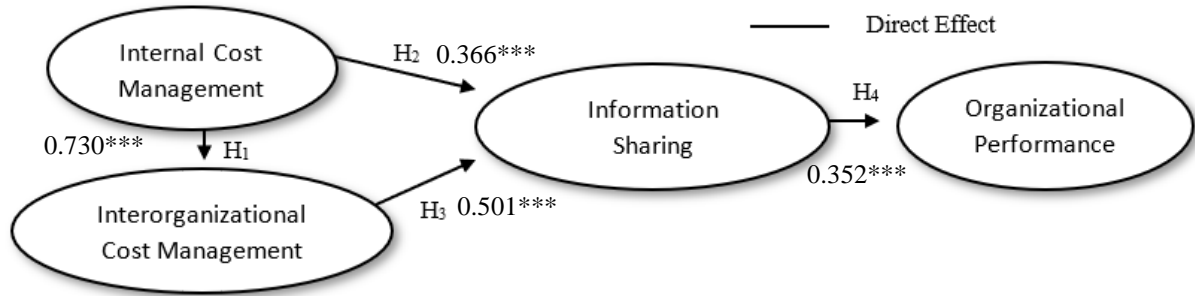 Internal Cost
Management
H₂ 0.366***
Direct Effect
Information
Sharing
H₄
Organizational
Performance
0.730***
H₁
0.352***
Interorganizational
Cost Management
H₃ 0.501***